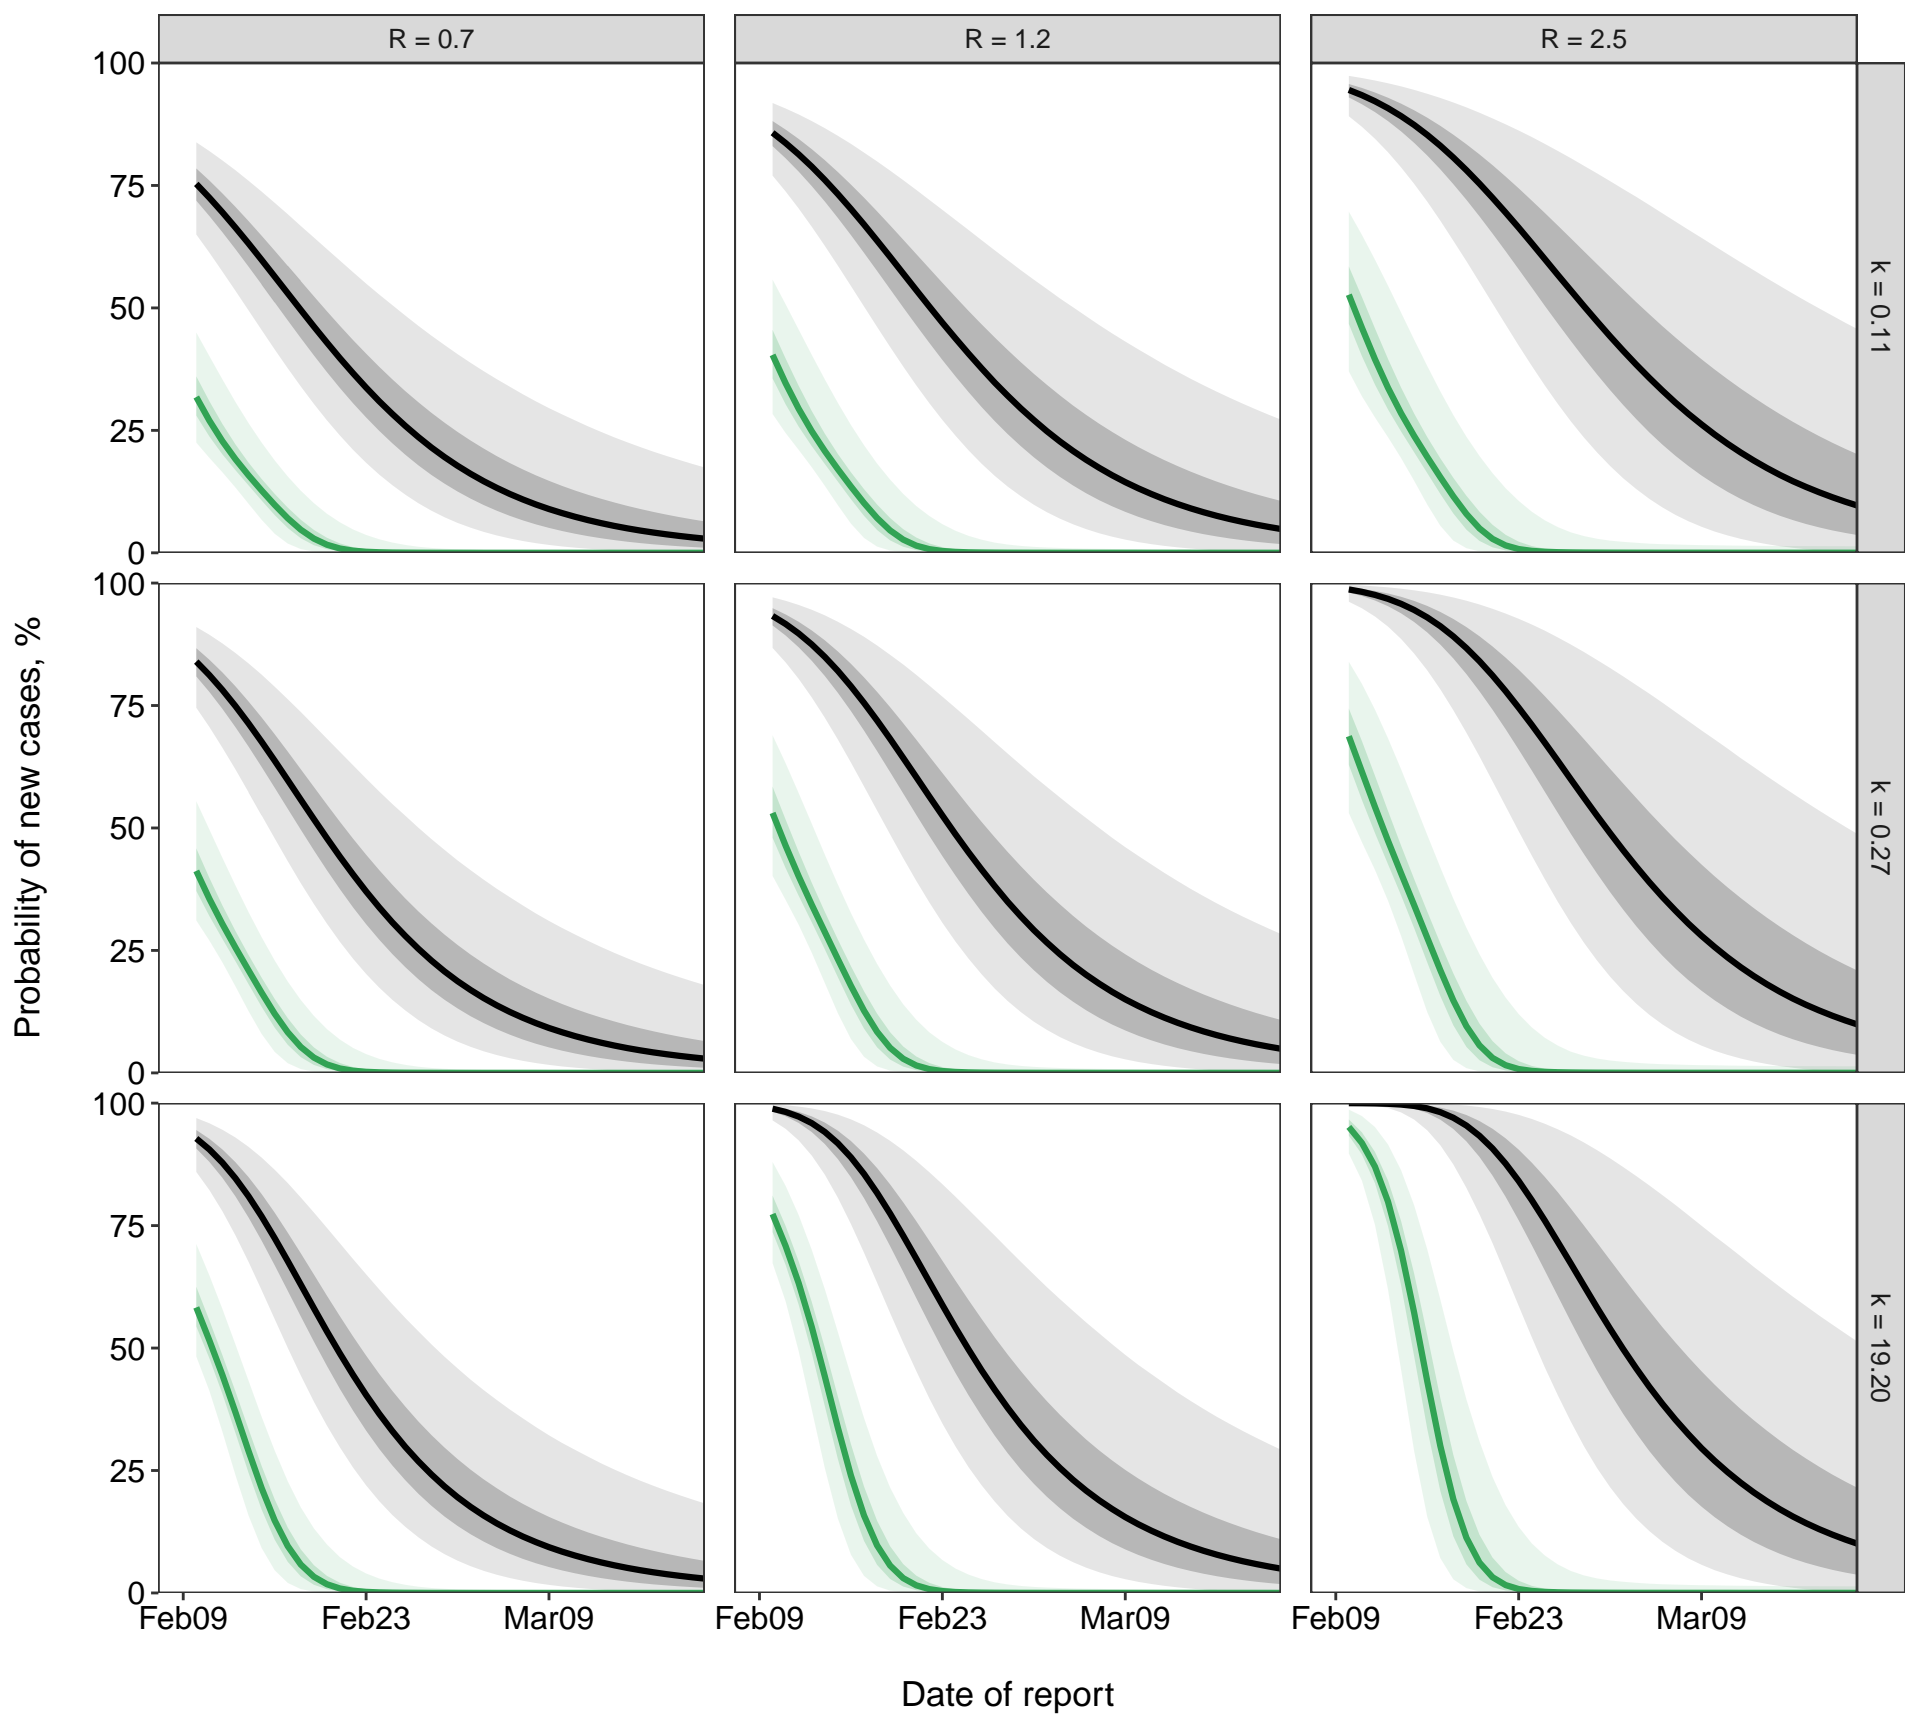 R = 0.7
R = 1.2
R = 2.5
100
75
50
25
0
k = 0.11
100
75
50
25
0
k = 0.27
100
75
50
25
0
k = 19.20
Probability of new cases, %
Feb09
Feb23
Mar09
Feb09
Feb23
Mar09
Feb09
Feb23
Mar09
Date of report